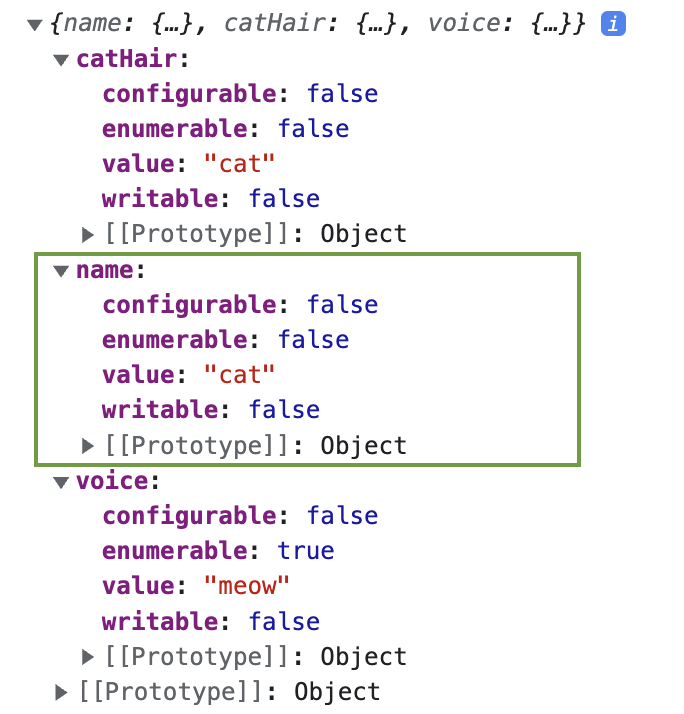 ▼{name: {…}, catHair: {…}, voice: {…}} i
▼catHair:
configurable: false
enumerable: false
value: "cat"
writable: false
▶[[Prototype]]: Object
▼name:
configurable: false
enumerable: false
value: "cat"
writable: false
▶[[Prototype]]: Object
▼voice:
configurable: false
enumerable: true
value: "meow"
writable: false
▶[[Prototype]]: Object
▶[[Prototype]]: Object